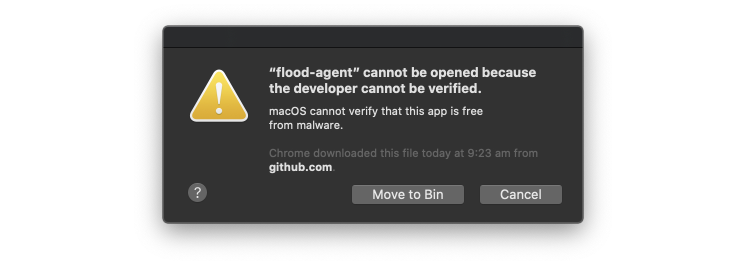 “flood-agent” cannot be opened because
the developer cannot be verified.
macOS cannot verify that this app is free
from malware.
Chrome downloaded this file today at 9:23 am from
github.com.
?
Move to Bin
Cancel